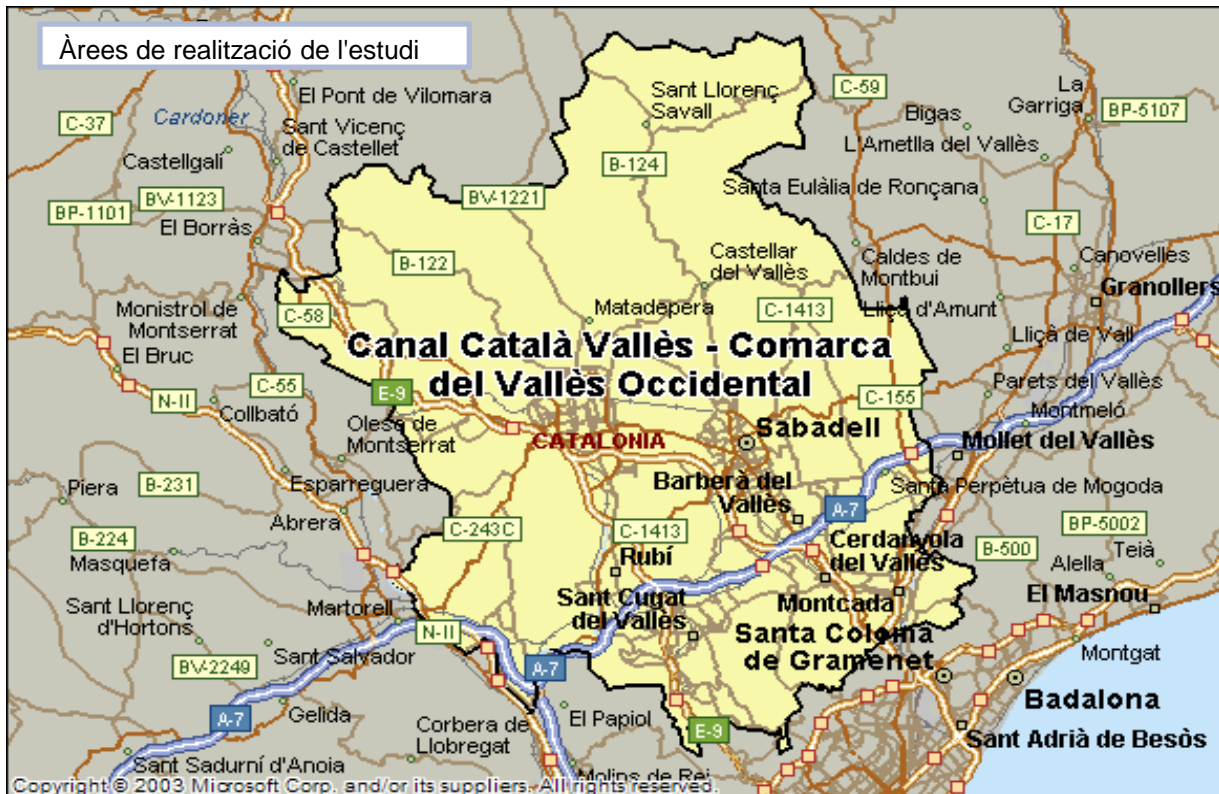 Àrees de realització de l'estudi
El Pont de Vilomara
Sant Llorenç
Savall
C-59
La
Garriga
BP-5107
C-37
Cardoner
Sant Vicenç
de Castellet
Bigas
L'Ametlla del Vallès
Castellgalí
B-124
BV-1123
BV-1221
Santa Eulàlia de Ronçana
BP-1101
El Borràs
C-17
B-122
Castellar
del Vallès
Caldes de
Montbui
Canovelles
Granollers
Monistrol de
Montserrat
C-58
Matadepera
C-1413
Lliçà d'Amunt
Lliçà de Vall
El Bruc
Canal Català Vallès - Comarca
del Vallès Occidental
C-55
E-9
N-II
Collbató
C-155
Parets del Vallès
Montmeló
Olesa de
Montserrat
CATALONIA
Sabadell
Mollet del Vallès
Piera
B-231
Esparreguera
Barberà del
Vallès
Santa Perpètua de Mogoda
Abrera
A-7
C-243C
C-1413
BP-5002
B-224
Masquefa
Rubí
Cerdanyola
del Vallès
B-500
Teià
Alella
Sant Llorenç
d'Hortons
Martorell
Sant Cugat
del Vallès
Montcada
El Masnou
N-II
Santa Coloma
de Gramenet
Montgat
BV-2249
Sant Salvador
A-7
Badalona
A-7
Gelida
Corbera de
Llobregat
El Papiol
E-9
Sant Adrià de Besòs
Sant Sadurní d'Anoia
Molins de Rei
Copyright © 2003 Microsoft Corp. and/or its suppliers. All rights reserved.